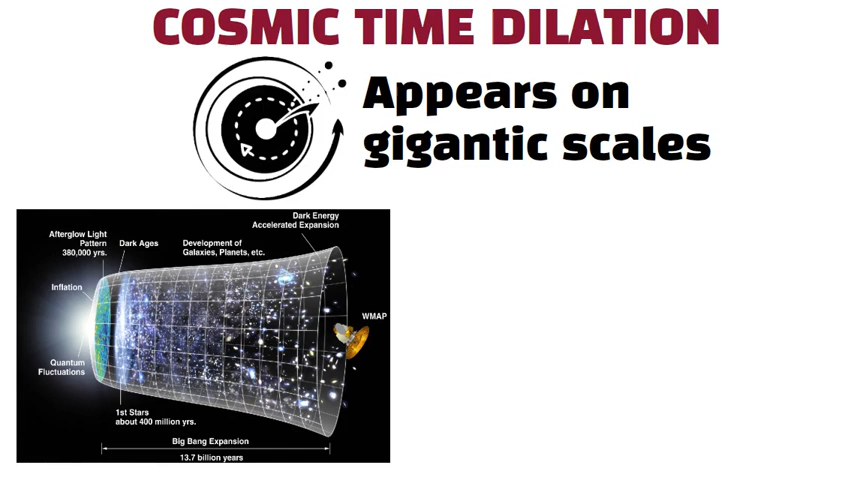 COSMIC TIME DILATION
Appears on
gigantic scales
Dark Energy
Accelerated Expansion
Afterglow Light
Pattern
380,000 yrs.
Dark Ages
Development of
Galaxies, Planets, etc.
Inflation
WMAP
Quantum
Fluctuations
1st Stars
about 400 million yrs.
Big Bang Expansion
13.7 billion years